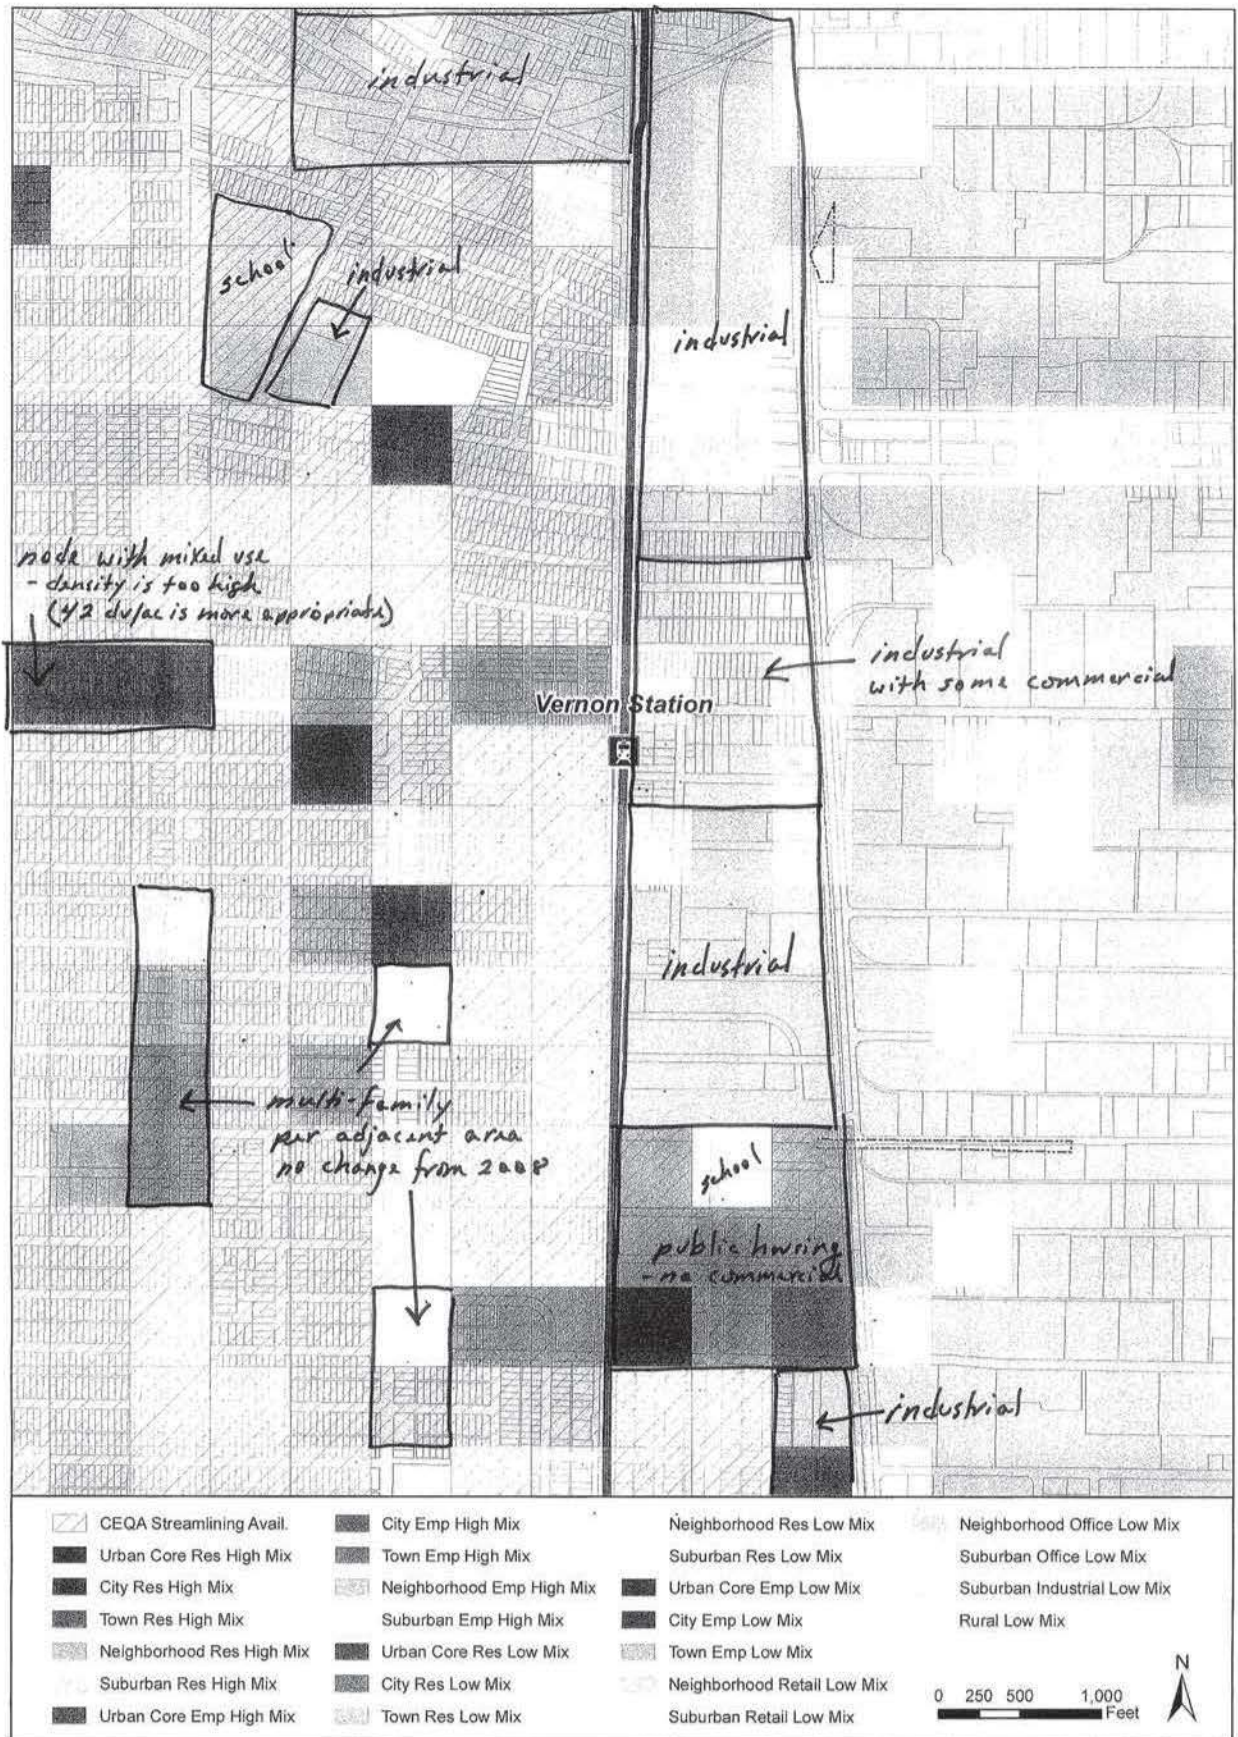 industrial
school
industrial
industrial
node with mixed use
- density is too high
(42 du/ac is more appropriate)
industrial
with some commercial
Vernon Station
industrial
multi-family
per adjacent area
no change from 2008
school
public housing
- no commercial
industrial
CEQA Streamlining Avail.
Urban Core Res High Mix
City Res High Mix
Town Res High Mix
Neighborhood Res High Mix
Suburban Res High Mix
Urban Core Emp High Mix
City Emp High Mix
Town Emp High Mix
Neighborhood Emp High Mix
Suburban Emp High Mix
Urban Core Res Low Mix
City Res Low Mix
Town Res Low Mix
Neighborhood Res Low Mix
Suburban Res Low Mix
Urban Core Emp Low Mix
City Emp Low Mix
Town Emp Low Mix
Neighborhood Retail Low Mix
Suburban Retail Low Mix
Neighborhood Office Low Mix
Suburban Office Low Mix
Suburban Industrial Low Mix
Rural Low Mix
N
0 250 500 1,000
Feet